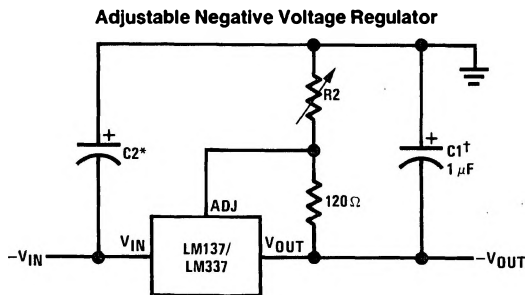 Adjustable Negative Voltage Regulator
R2
+
C2*
+
C1†
1 μF
120Ω
ADJ
−VIN
VIN
LM137/
LM337
VOUT
−VOUT